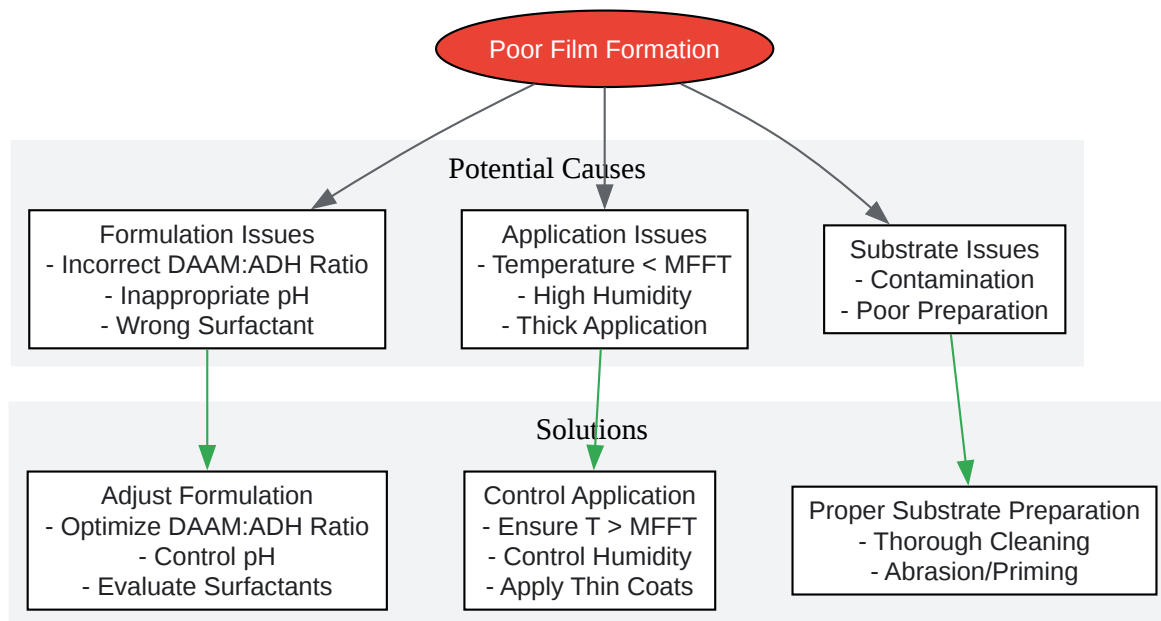 Poor Film Formation
Potential Causes
Formulation Issues
- Incorrect DAAM:ADH Ratio
- Inappropriate pH
- Wrong Surfactant
Application Issues
- Temperature < MFFT
- High Humidity
- Thick Application
Substrate Issues
- Contamination
- Poor Preparation
Solutions
Adjust Formulation
- Optimize DAAM:ADH Ratio
- Control pH
- Evaluate Surfactants
Control Application
- Ensure T > MFFT
- Control Humidity
- Apply Thin Coats
Proper Substrate Preparation
- Thorough Cleaning
- Abrasion/Priming